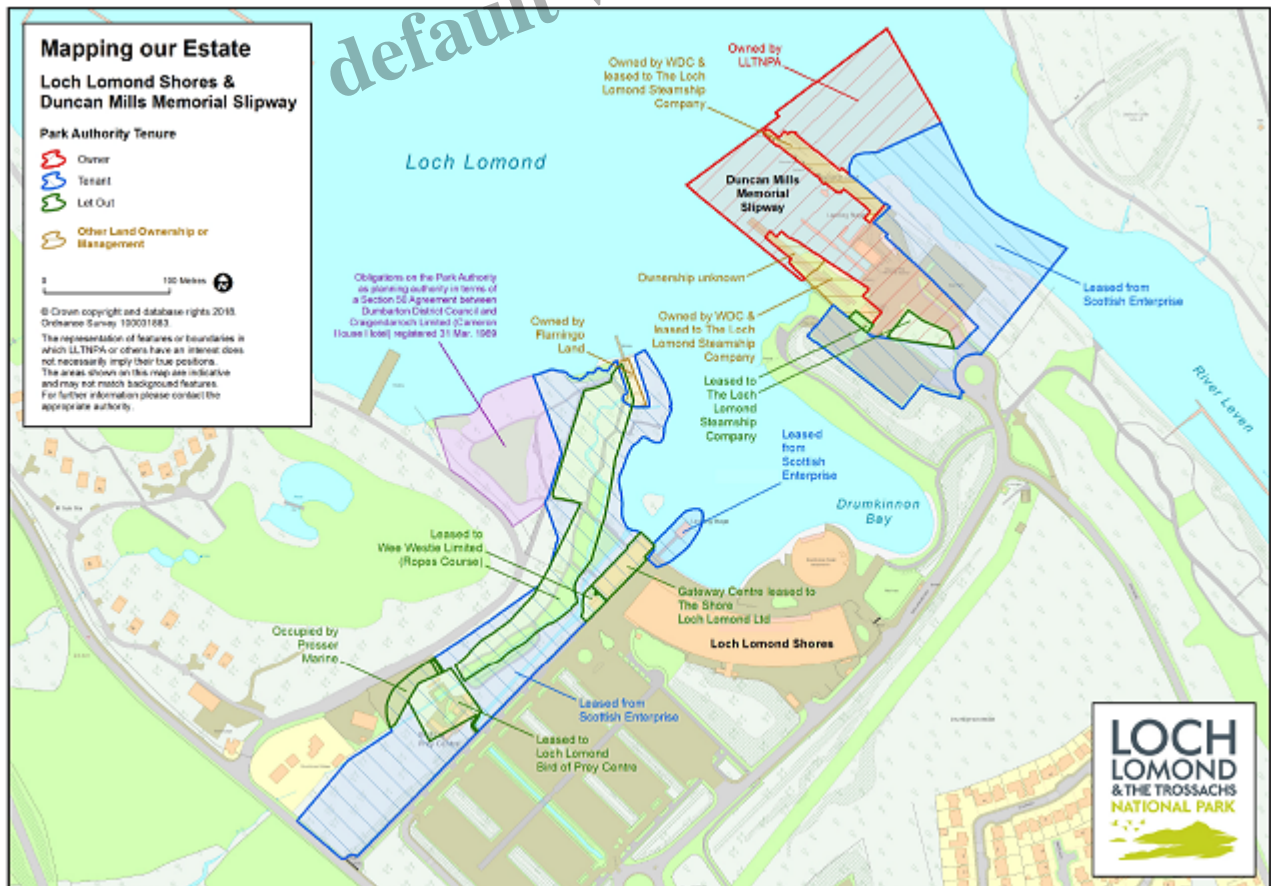 default
Mapping our Estate
Loch Lomond Shores &
Duncan Mills Memorial Slipway
Park Authority Tenure
Owner
Tenant
Let Out
Other Land Ownership or
Management
0 100 Metres
© Crown copyright and database rights 2018.
Ordnance Survey 100031883.
The representation of features or boundaries in
which LLTNPA or others have an interest does
not necessarily imply their true positions.
The areas shown on this map are indicative
and may not match background features.
For further information please contact the
appropriate authority.
Loch Lomond
Owned by WDC &
leased to The Loch
Lomond Steamship
Company
Owned by
LLTNPA
Duncan Mills
Memorial
Slipway
Ownership unknown
Owned by WDC &
leased to The Loch
Lomond Steamship
Company
Leased from
Scottish Enterprise
Leased to
The Loch
Lomond
Steamship
Company
River Leven
Obligations on the Park Authority
as planning authority in terms of
a Section 50 Agreement between
Dumbarton District Council and
Craigendarroch Limited (Cameron
House Hotel) registered 31 Mar. 1989
Owned by
Flamingo
Land
Leased
from
Scottish
Enterprise
Drumkinnon
Bay
Leased to
Wee Westie Limited
(Ropes Course)
Gateway Centre leased to
The Shore
Loch Lomond Ltd
Loch Lomond Shores
Occupied by
Prosser
Marine
Leased from
Scottish Enterprise
Leased to
Loch Lomond
Bird of Prey Centre
LOCH
LOMOND
& THE TROSSACHS
NATIONAL PARK